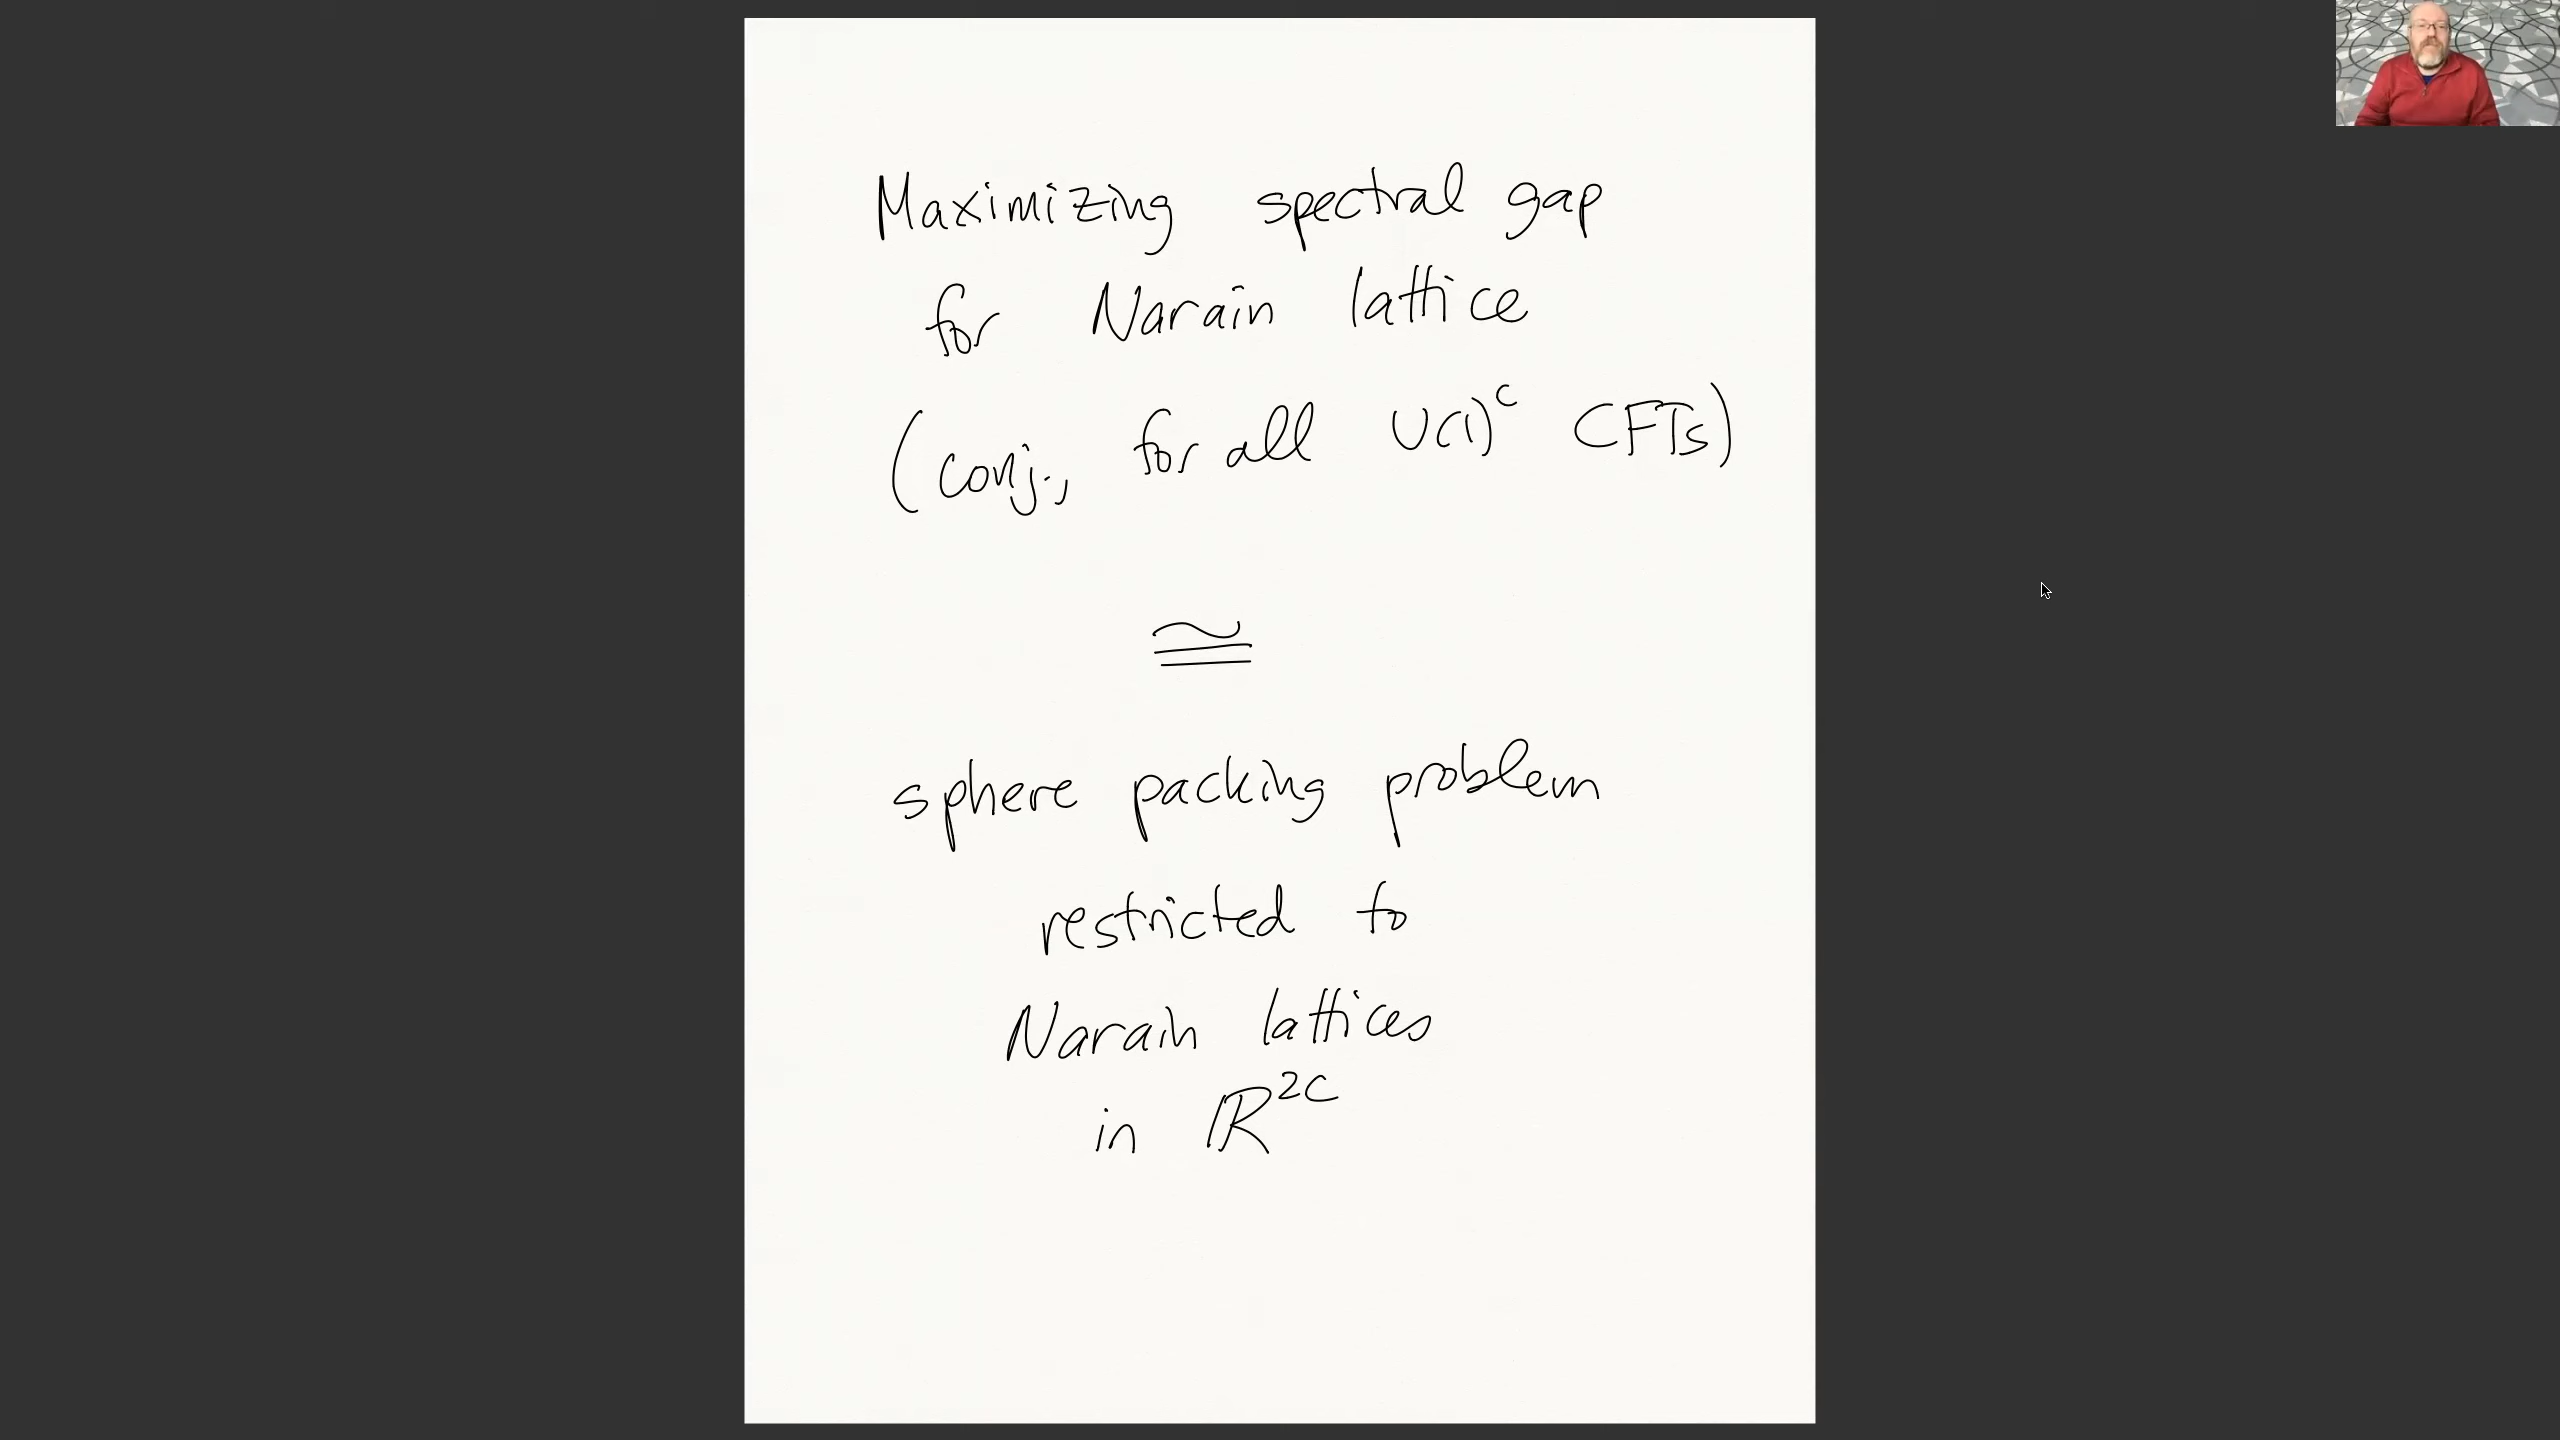 Maximizing spectral gap
for Narain lattice
(conj., for all U(1)^c CFTs)
≅
sphere packing problem
restricted to
Narain lattices
in ℝ^2c